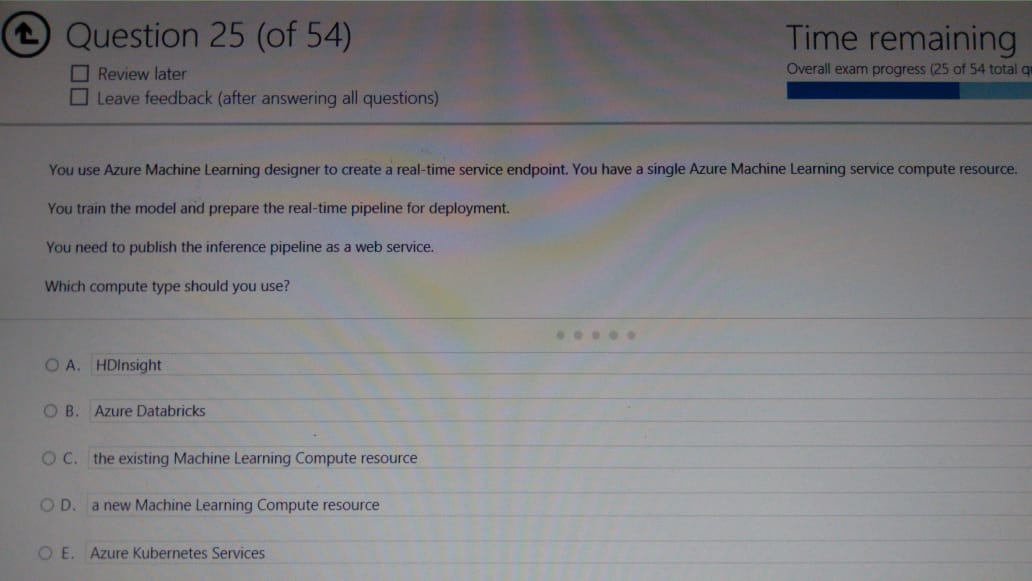 Question 25 (of 54)
Time remaining
Review later
Overall exam progress (25 of 54 total
Leave feedback (after answering all questions)
You use Azure Machine Learning designer to create a real-time service endpoint. You have a single Azure Machine Learning service compute resource.
You train the model and prepare the real-time pipeline for deployment.
You need to publish the inference pipeline as a web service.
Which compute type should you use?
A. HDInsight
B. Azure Databricks
C. the existing Machine Learning Compute resource
D. a new Machine Learning Compute resource
E. Azure Kubernetes Services